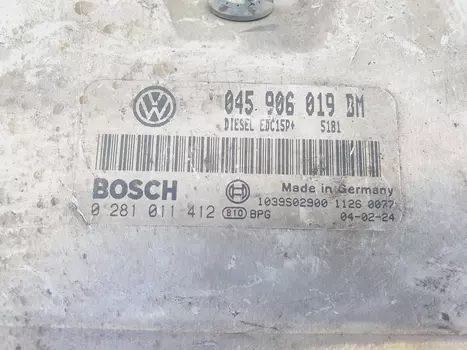 045 906 019 BM
DIESEL EDC15P+ 5181
BOSCH
Made in Germany
1039S02900 1126 0077
0 281 011 412 810 BPG 04-02-24